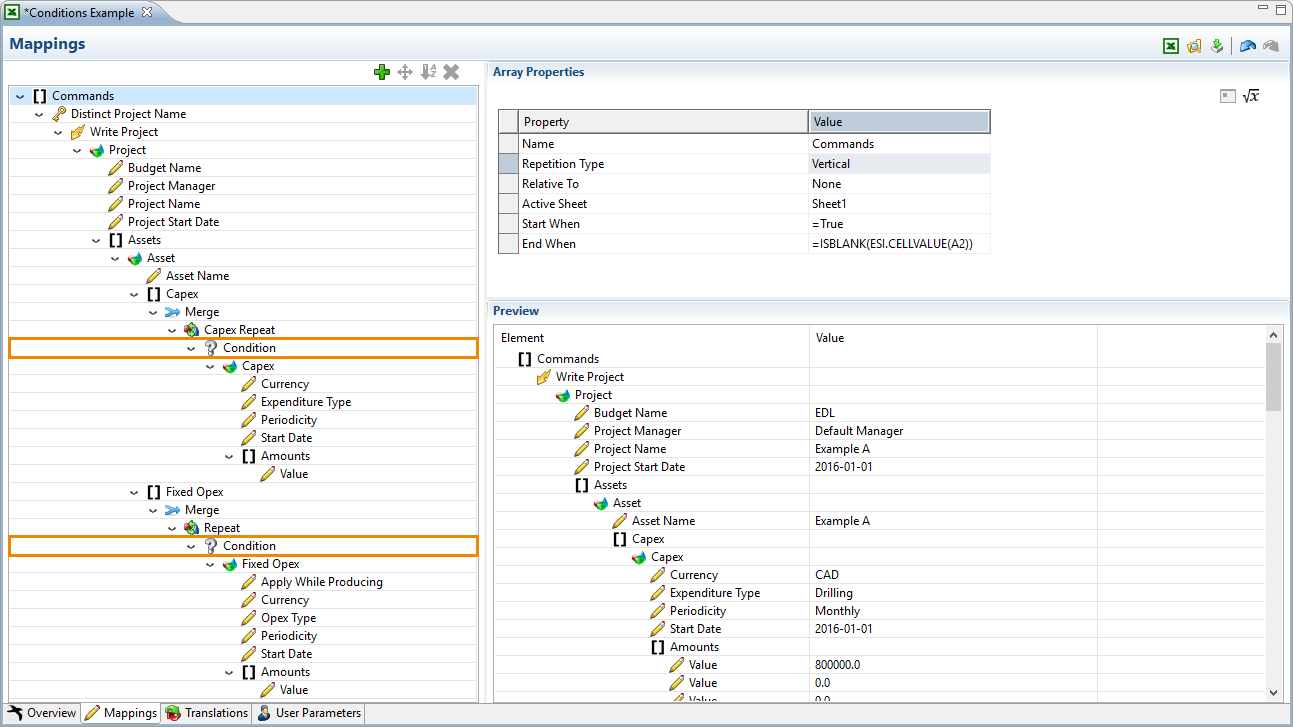 *Conditions Example
Mappings
Commands
Distinct Project Name
Write Project
Project
Budget Name
Project Manager
Project Name
Project Start Date
[] Assets
Asset
Asset Name
[] Capex
Merge
Capex Repeat
Condition
Capex
Currency
Expenditure Type
Periodicity
Start Date
[] Amounts
Value
[] Fixed Opex
Merge
Repeat
Condition
Fixed Opex
Apply While Producing
Currency
Opex Type
Periodicity
Start Date
[] Amounts
Value
Array Properties
Property Value
Name Commands
Repetition Type Vertical
Relative To None
Active Sheet Sheet1
Start When =True
End When =ISBLANK(ESI.CELLVALUE(A2))
Preview
Element Value
[] Commands
Write Project
Project
Budget Name EDL
Project Manager Default Manager
Project Name Example A
Project Start Date 2016-01-01
[] Assets
Asset
Asset Name Example A
[] Capex
Capex
Currency CAD
Expenditure Type Drilling
Periodicity Monthly
Start Date 2016-01-01
[] Amounts
Value 800000.0
Value 0.0
Value 0.0
Overview Mappings Translations User Parameters